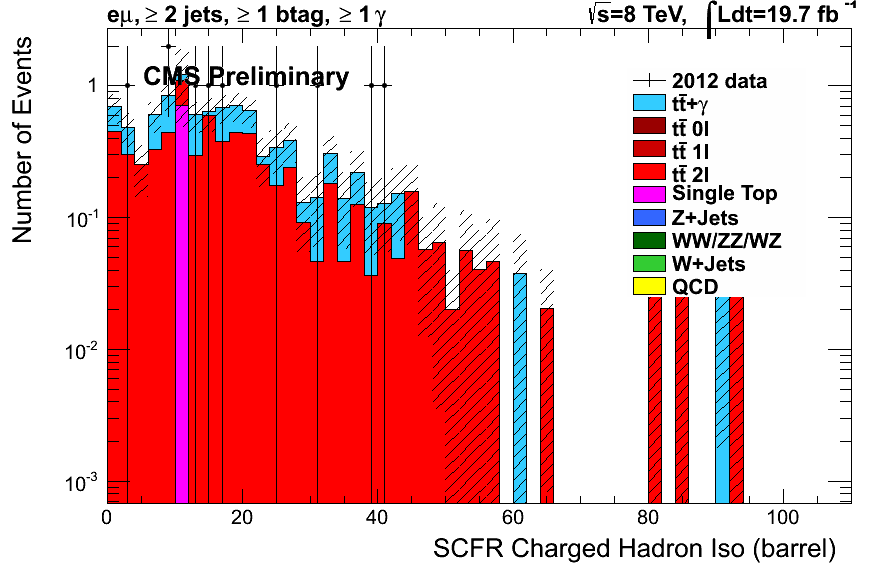 eμ, ≥ 2 jets, ≥ 1 btag, ≥ 1 γ
√s=8 TeV, ∫Ldt=19.7 fb⁻¹
CMS Preliminary
2012 data
tt̄+γ
tt̄ 0l
tt̄ 1l
tt̄ 2l
Single Top
Z+Jets
WW/ZZ/WZ
W+Jets
QCD
Number of Events
1
10⁻¹
10⁻²
10⁻³
0 20 40 60 80 100
SCFR Charged Hadron Iso (barrel)